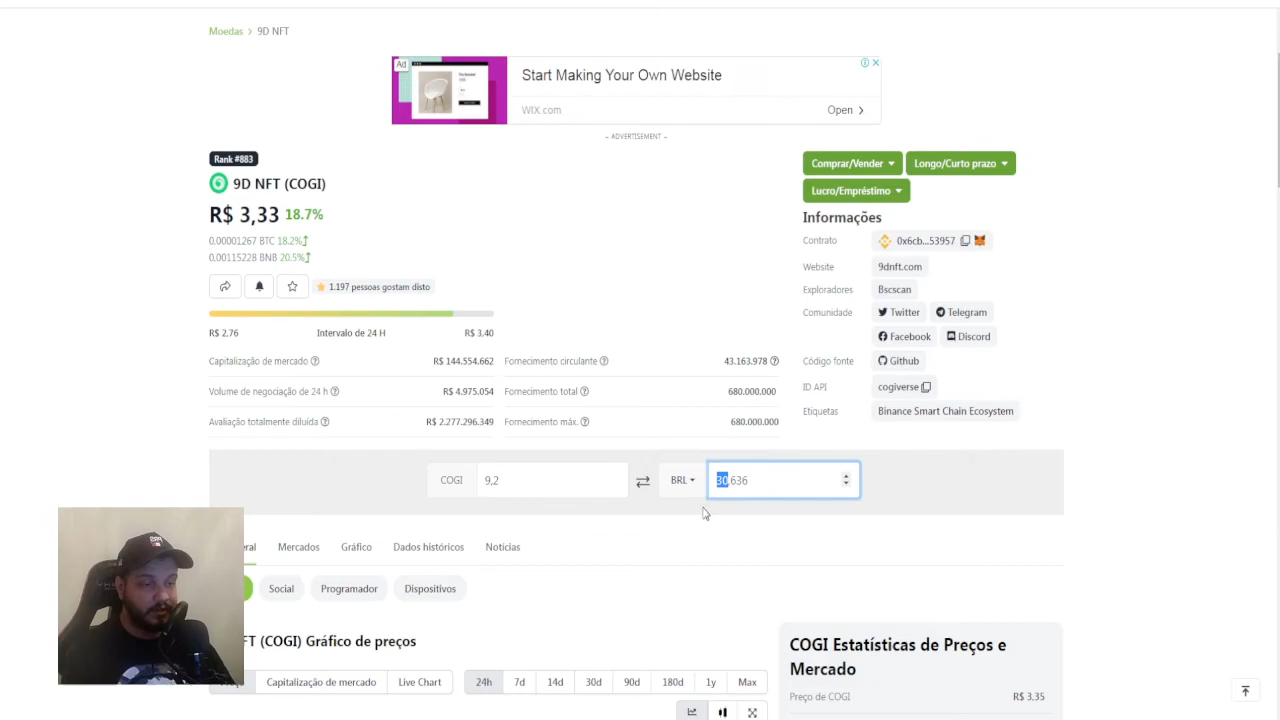 Moedas > 9D NFT
Ad
Start Making Your Own Website
WIX.com
Open >
– ADVERTISEMENT –
Rank #883
9D NFT (COGI)
R$ 3,33 18.7%
0.00001267 BTC 18.2%
0.00115228 BNB 20.5%
1.197 pessoas gostam disto
R$ 2,76 Intervalo de 24 H R$ 3,40
Capitalização de mercado R$ 144.554.662
Volume de negociação de 24 h R$ 4.975.054
Avaliação totalmente diluída R$ 2.277.296.349
Fornecimento circulante 43.163.978
Fornecimento total 680.000.000
Fornecimento máx. 680.000.000
Comprar/Vender Longo/Curto prazo
Lucro/Empréstimo
Informações
Contrato 0x6cb...53957
Website 9dnft.com
Exploradores Bscscan
Comunidade Twitter Telegram
Facebook Discord
Código fonte Github
ID API cogiverse
Etiquetas Binance Smart Chain Ecosystem
COGI 9,2 BRL 30,636
eral Mercados Gráfico Dados históricos Notícias
Social Programador Dispositivos
FT (COGI) Gráfico de preços
Capitalização de mercado Live Chart 24h 7d 14d 30d 90d 180d 1y Max
COGI Estatísticas de Preços e
Mercado
Preço de COGI R$ 3,35